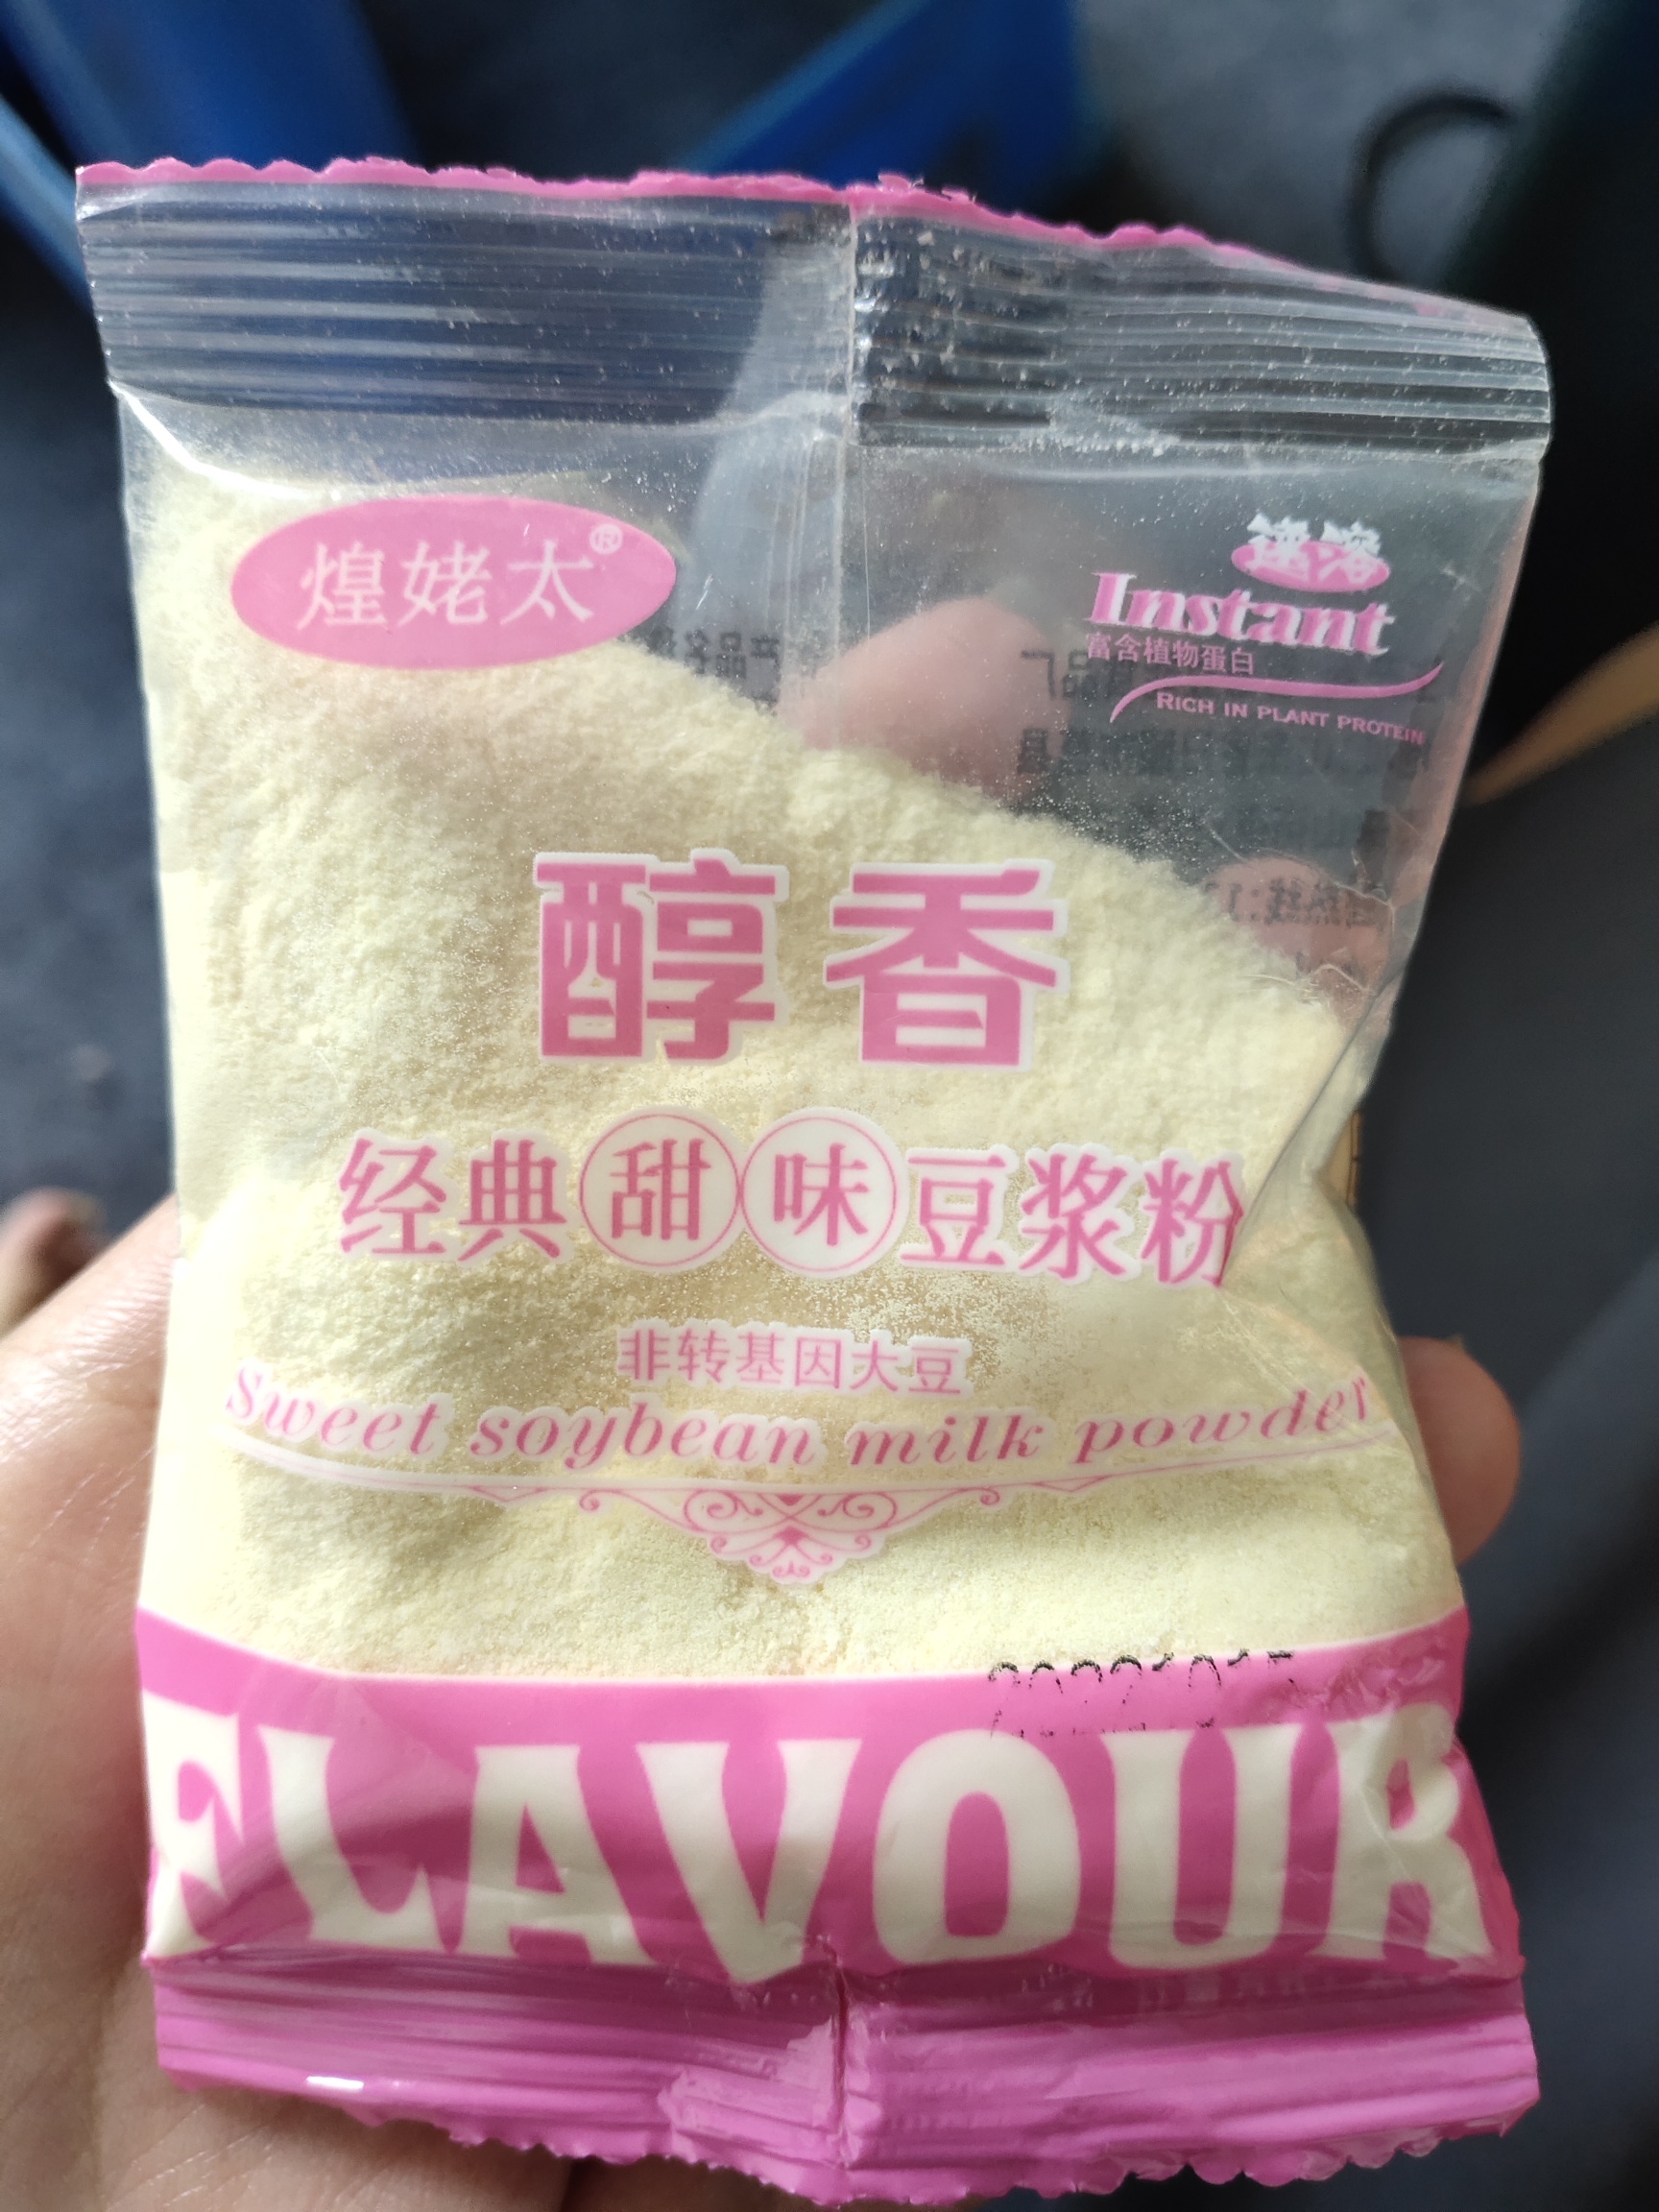 煌姥太®
速溶
Instant
富含植物蛋白
RICH IN PLANT PROTEIN
醇香
经典甜味豆浆粉
非转基因大豆
Sweet soybean milk powder
20221015
FLAVOUR